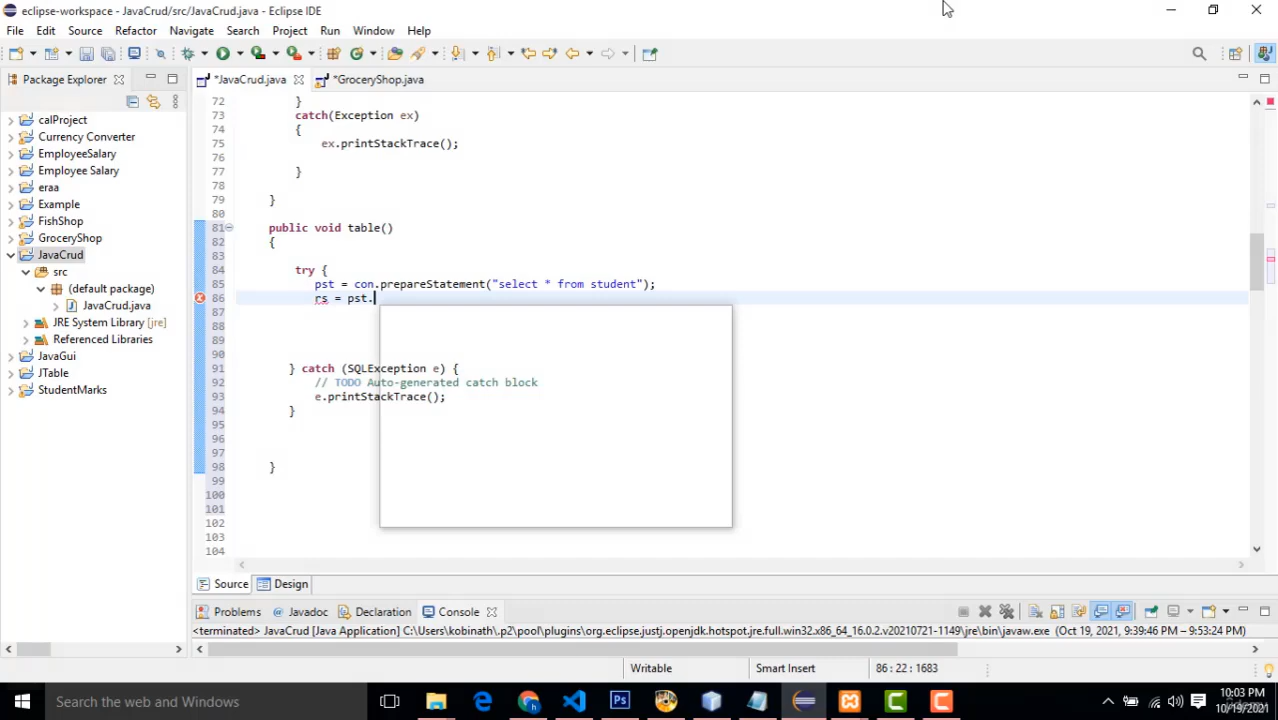 eclipse-workspace - JavaCrud/src/JavaCrud.java - Eclipse IDE
File Edit Source Refactor Navigate Search Project Run Window Help
Package Explorer
*JavaCrud.java
*GroceryShop.java
calProject
Currency Converter
EmployeeSalary
Employee Salary
eraa
Example
FishShop
GroceryShop
JavaCrud
src
(default package)
JavaCrud.java
JRE System Library [jre]
Referenced Libraries
JavaGui
JTable
StudentMarks
72 }
73 catch(Exception ex)
74 {
75 ex.printStackTrace();
76
77 }
78
79 }
80
81 public void table()
82 {
83
84 try {
85 pst = con.prepareStatement("select * from student");
86 rs = pst.
87
88
89
90
91 } catch (SQLException e) {
92 // TODO Auto-generated catch block
93 e.printStackTrace();
94 }
95
96
97
98 }
99
100
101
102
103
104
Source Design
Problems Javadoc Declaration Console
<terminated> JavaCrud [Java Application] C:\Users\kobinath\.p2\pool\plugins\org.eclipse.justj.openjdk.hotspot.jre.full.win32.x86_64_16.0.2.v20210721-1149\jre\bin\javaw.exe (Oct 19, 2021, 9:39:46 PM – 9:53:24 PM)
Writable Smart Insert 86 : 22 : 1683
Search the web and Windows
10:03 PM
10/19/2021